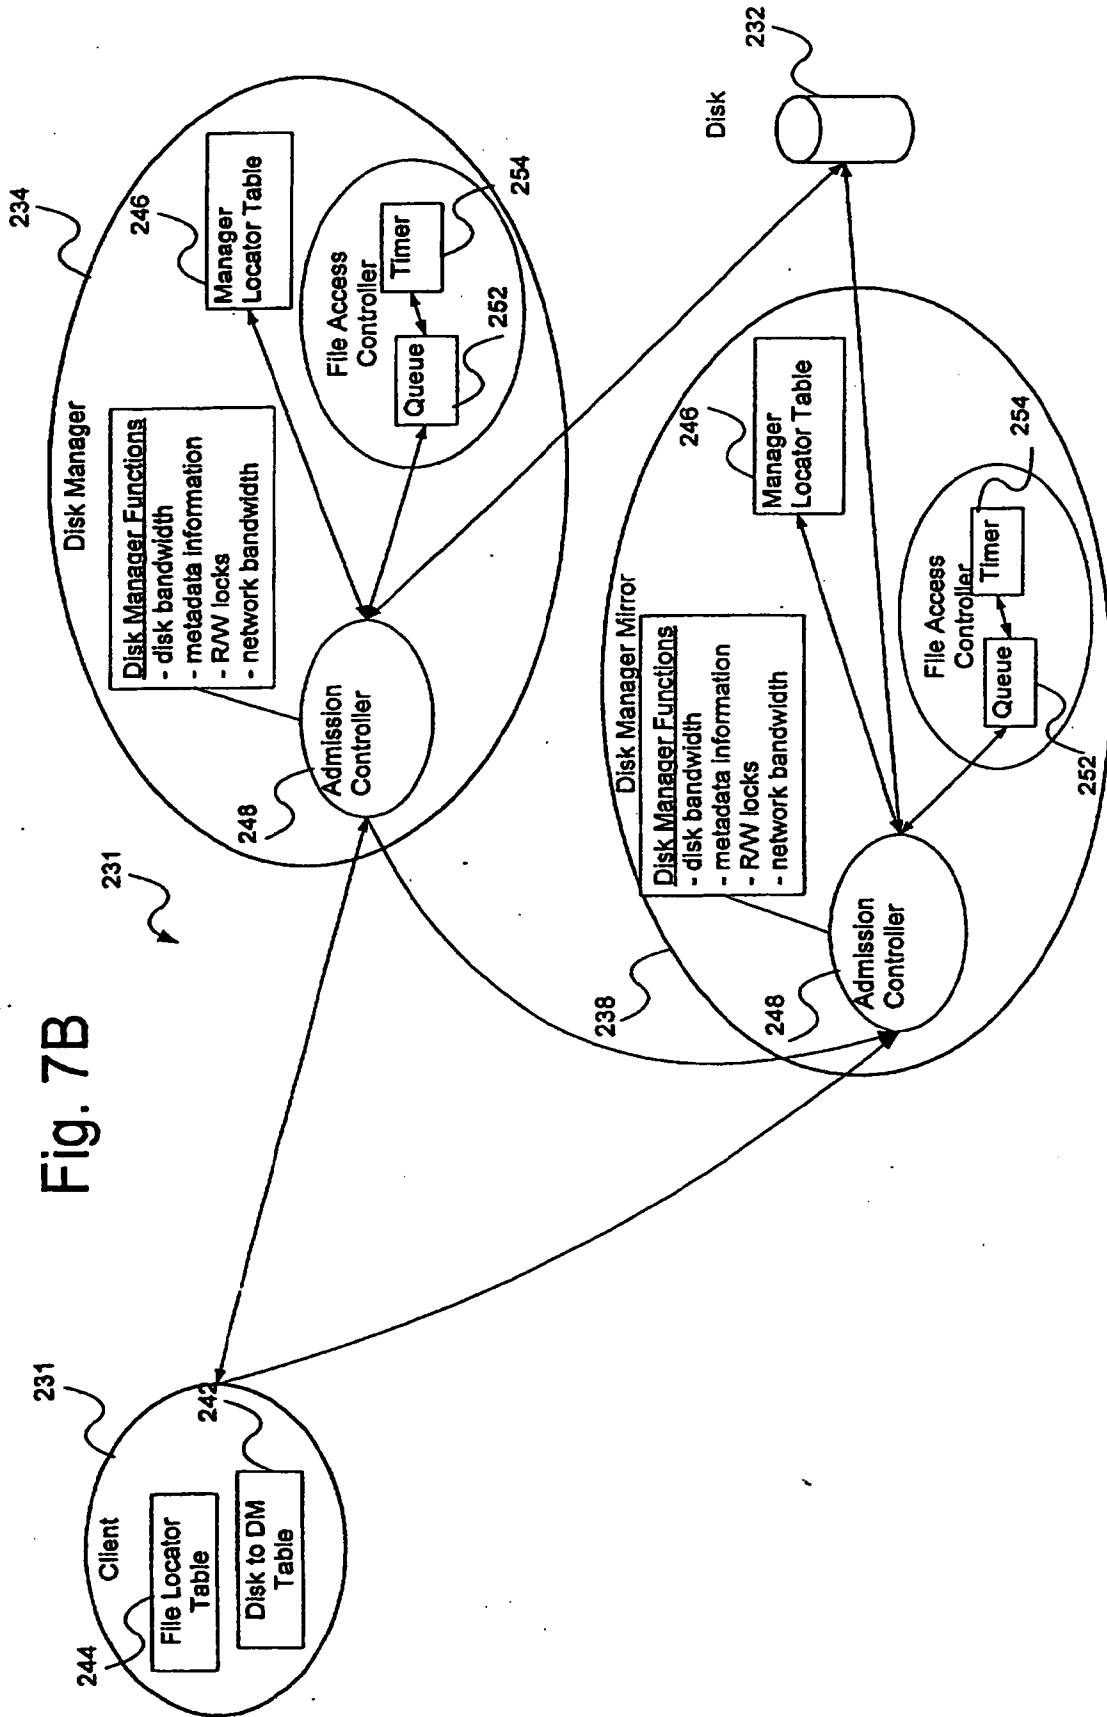 Fig. 7B
231
231
Client
244
File Locator
Table
242
Disk to DM
Table
234
Disk Manager
Disk Manager Functions
- disk bandwidth
- metadata information
- R/W locks
- network bandwidth
246
Manager
Locator Table
248
Admission
Controller
File Access
Controller
Queue
Timer
252
254
238
Disk Manager Mirror
Disk Manager Functions
- disk bandwidth
- metadata information
- R/W locks
- network bandwidth
246
Manager
Locator Table
248
Admission
Controller
File Access
Controller
Queue
Timer
252
254
Disk
232